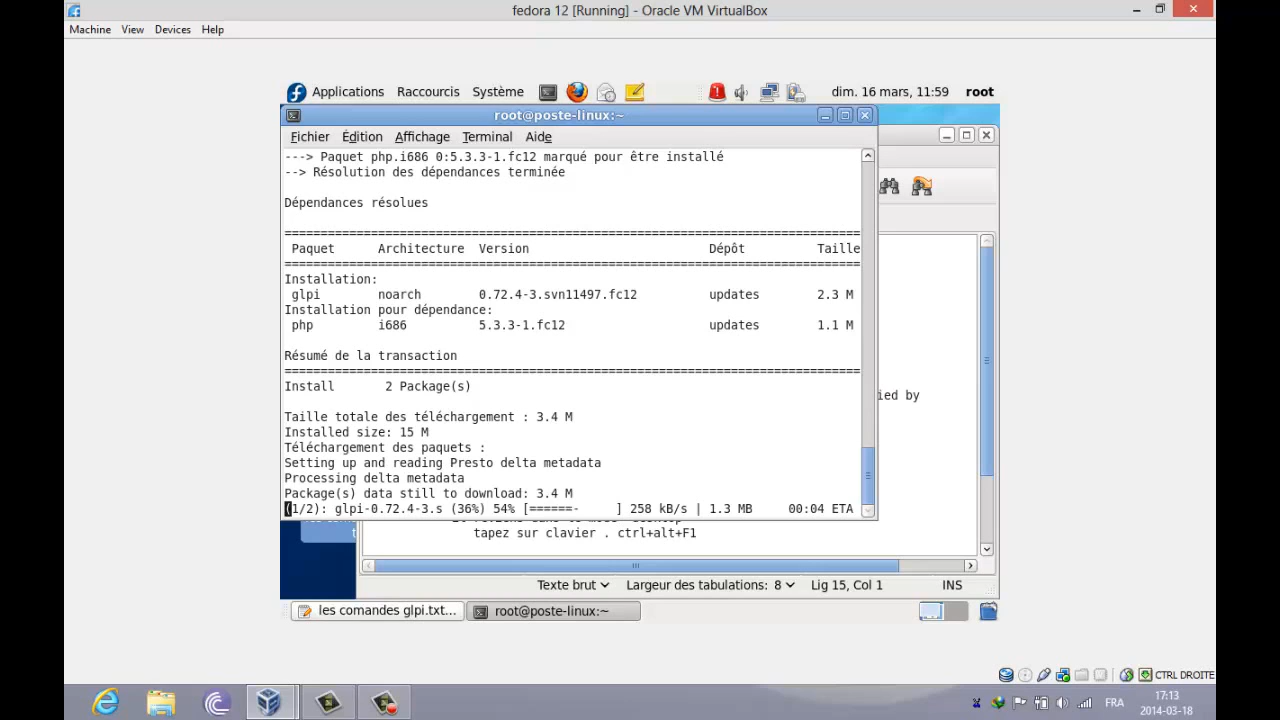 fedora 12 [Running] - Oracle VM VirtualBox
Machine View Devices Help
Applications Raccourcis Système dim. 16 mars, 11:59 root
root@poste-linux:~
Fichier Édition Affichage Terminal Aide
---> Paquet php.i686 0:5.3.3-1.fc12 marqué pour être installé
--> Résolution des dépendances terminée
Dépendances résolues
================================================================================
Paquet Architecture Version Dépôt Taille
================================================================================
Installation:
glpi noarch 0.72.4-3.svn11497.fc12 updates 2.3 M
Installation pour dépendance:
php i686 5.3.3-1.fc12 updates 1.1 M
Résumé de la transaction
================================================================================
Install 2 Package(s)
ied by
Taille totale des téléchargement : 3.4 M
Installed size: 15 M
Téléchargement des paquets :
Setting up and reading Presto delta metadata
Processing delta metadata
Package(s) data still to download: 3.4 M
(1/2): glpi-0.72.4-3.s (36%) 54% [======- ] 258 kB/s | 1.3 MB 00:04 ETA
tapez sur clavier . ctrl+alt+F1
Texte brut Largeur des tabulations: 8 Lig 15, Col 1 INS
les comandes glpi.txt... root@poste-linux:~
CTRL DROITE
FRA 17:13
2014-03-18